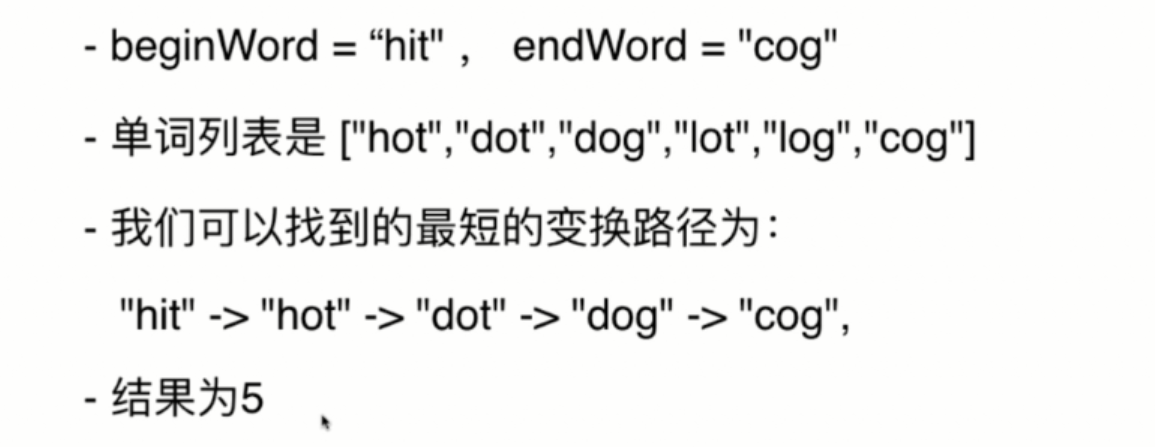 - beginWord = “hit" ,   endWord = "cog"
- 单词列表是 ["hot","dot","dog","lot","log","cog"]
- 我们可以找到的最短的变换路径为：
"hit" -> "hot" -> "dot" -> "dog" -> "cog",
- 结果为5